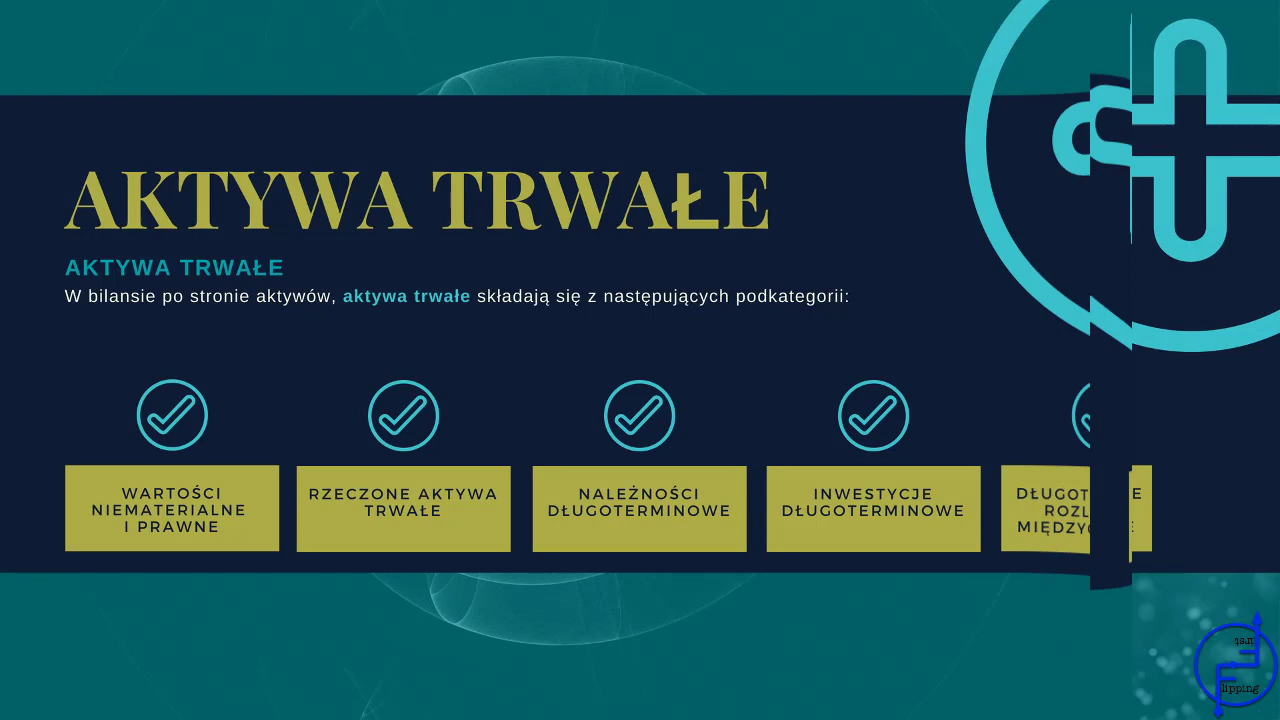 AKTYWA TRWAŁE
AKTYWA TRWAŁE
W bilansie po stronie aktywów, aktywa trwałe składają się z następujących podkategorii:
WARTOŚCI
NIEMATERIALNE
I PRAWNE
RZECZONE AKTYWA
TRWAŁE
NALEŻNOŚCI
DŁUGOTERMINOWE
INWESTYCJE
DŁUGOTERMINOWE
lipping